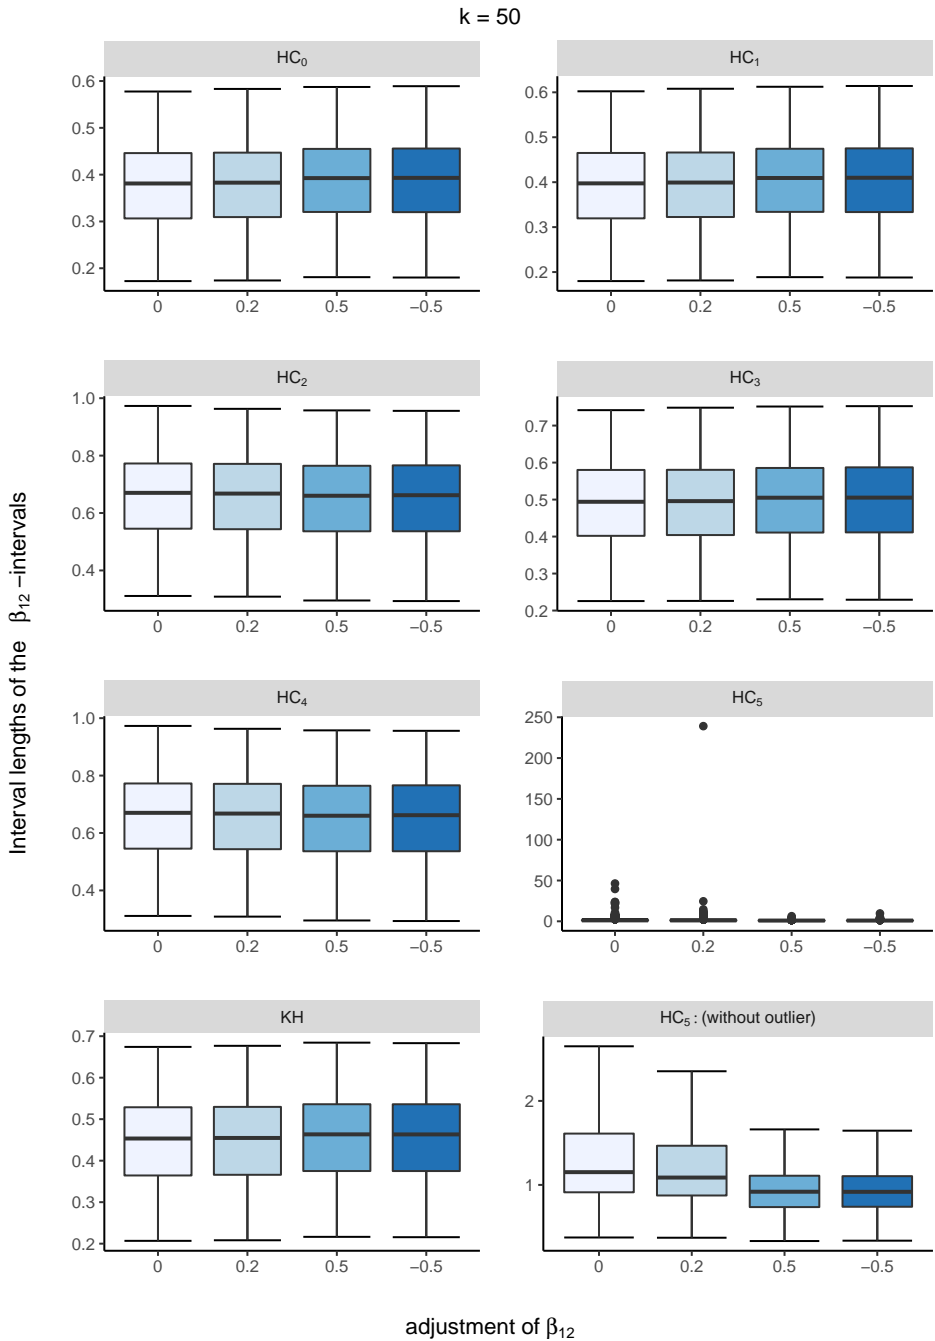 k = 50
HC₀
0.6
0.5
0.4
0.3
0.2
0 0.2 0.5 −0.5
HC₁
0.6
0.5
0.4
0.3
0.2
0 0.2 0.5 −0.5
HC₂
1.0
0.8
0.6
0.4
0 0.2 0.5 −0.5
HC₃
0.7
0.6
0.5
0.4
0.3
0.2
0 0.2 0.5 −0.5
HC₄
1.0
0.8
0.6
0.4
0 0.2 0.5 −0.5
HC₅
250
200
150
100
50
0
0 0.2 0.5 −0.5
KH
0.7
0.6
0.5
0.4
0.3
0.2
0 0.2 0.5 −0.5
HC₅ : (without outlier)
2
1
0 0.2 0.5 −0.5
Interval lengths of the β₁₂ −intervals
adjustment of β₁₂